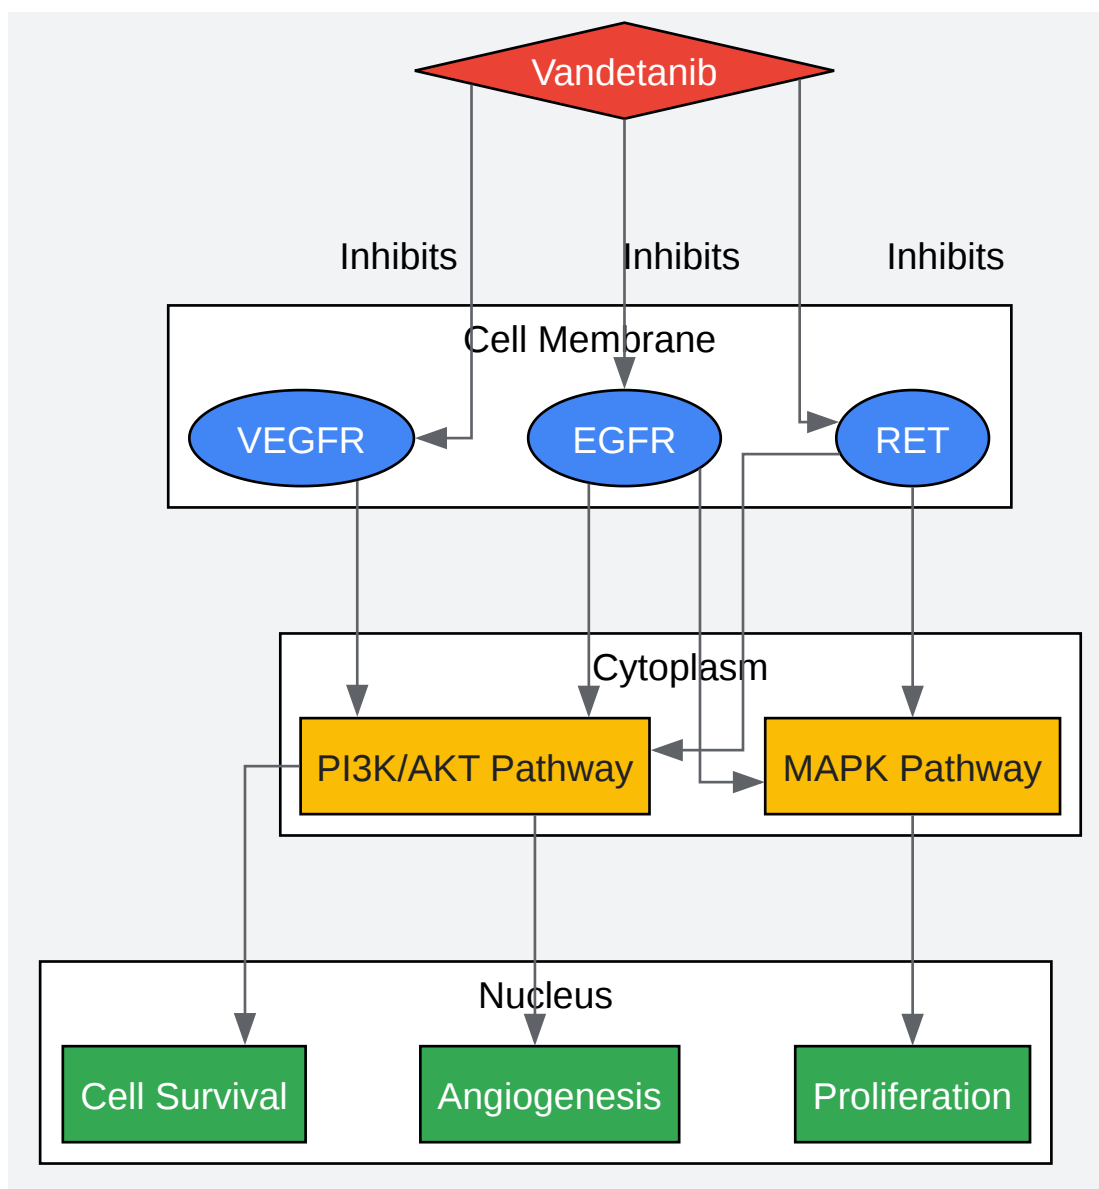 Vandetanib
Inhibits
Inhibits
Inhibits
Cell Membrane
VEGFR
EGFR
RET
Cytoplasm
PI3K/AKT Pathway
MAPK Pathway
Nucleus
Cell Survival
Angiogenesis
Proliferation